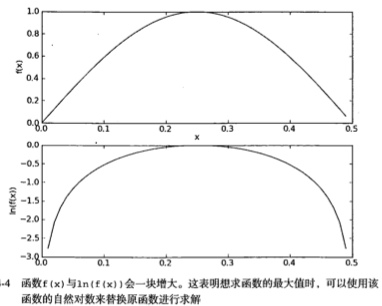 1.0
0.8
0.6
0.4
0.2
0.0
f(x)
0.0 0.1 0.2 0.3 0.4 0.5
x
0.0
-0.5
-1.0
-1.5
-2.0
-2.5
-3.0
ln(f(x))
0.0 0.1 0.2 0.3 0.4 0.5
-4 函数f(x)与ln(f(x))会一块增大。这表明想求函数的最大值时，可以使用该
函数的自然对数来替换原函数进行求解